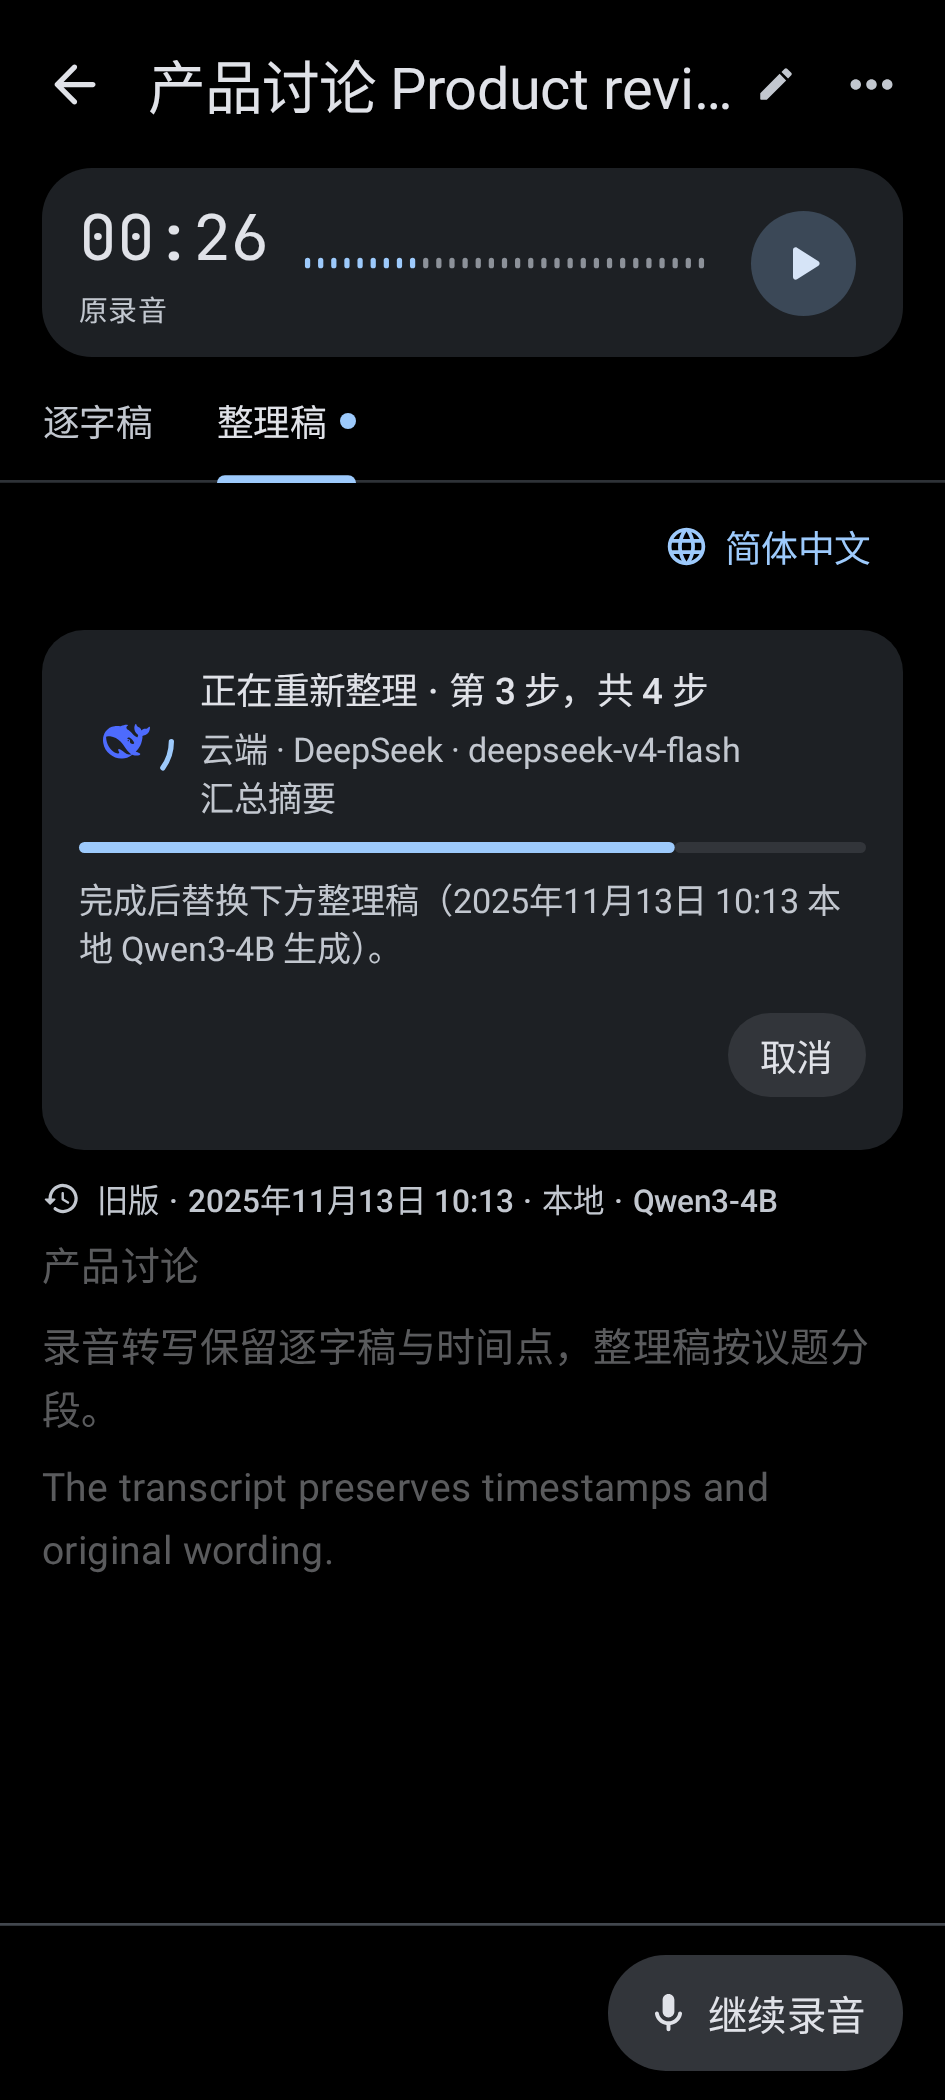 产品讨论 Product revi...
00:26
原录音
逐字稿
整理稿
简体中文
正在重新整理 · 第 3 步，共 4 步
云端 · DeepSeek · deepseek-v4-flash
汇总摘要
完成后替换下方整理稿（2025年11月13日 10:13 本
地 Qwen3-4B 生成）。
取消
旧版 · 2025年11月13日 10:13 · 本地 · Qwen3-4B
产品讨论
录音转写保留逐字稿与时间点，整理稿按议题分
段。
The transcript preserves timestamps and
original wording.
继续录音